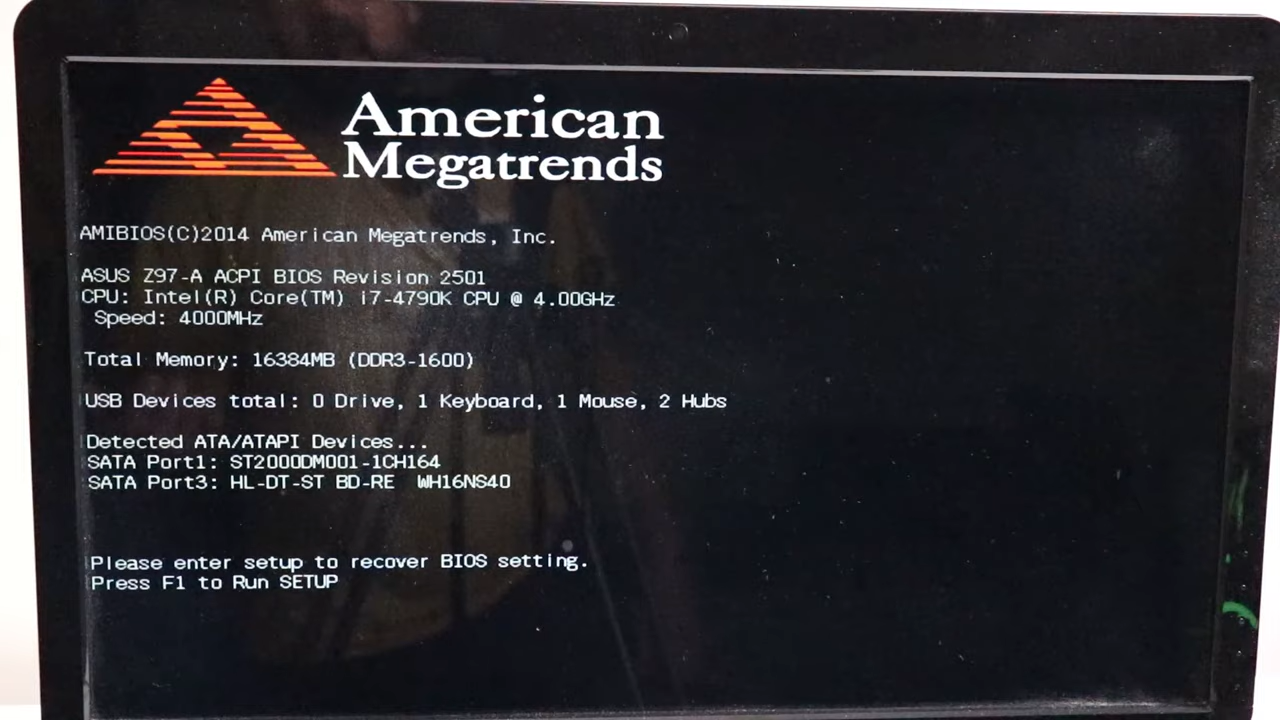 American
Megatrends
AMIBIOS(C)2014 American Megatrends, Inc.
ASUS Z97-A ACPI BIOS Revision 2501
CPU: Intel(R) Core(TM) i7-4790K CPU @ 4.00GHz
Speed: 4000MHz
Total Memory: 16384MB (DDR3-1600)
USB Devices total: 0 Drive, 1 Keyboard, 1 Mouse, 2 Hubs
Detected ATA/ATAPI Devices...
SATA Port1: ST2000DM001-1CH164
SATA Port3: HL-DT-ST BD-RE  WH16NS40
Please enter setup to recover BIOS setting.
Press F1 to Run SETUP